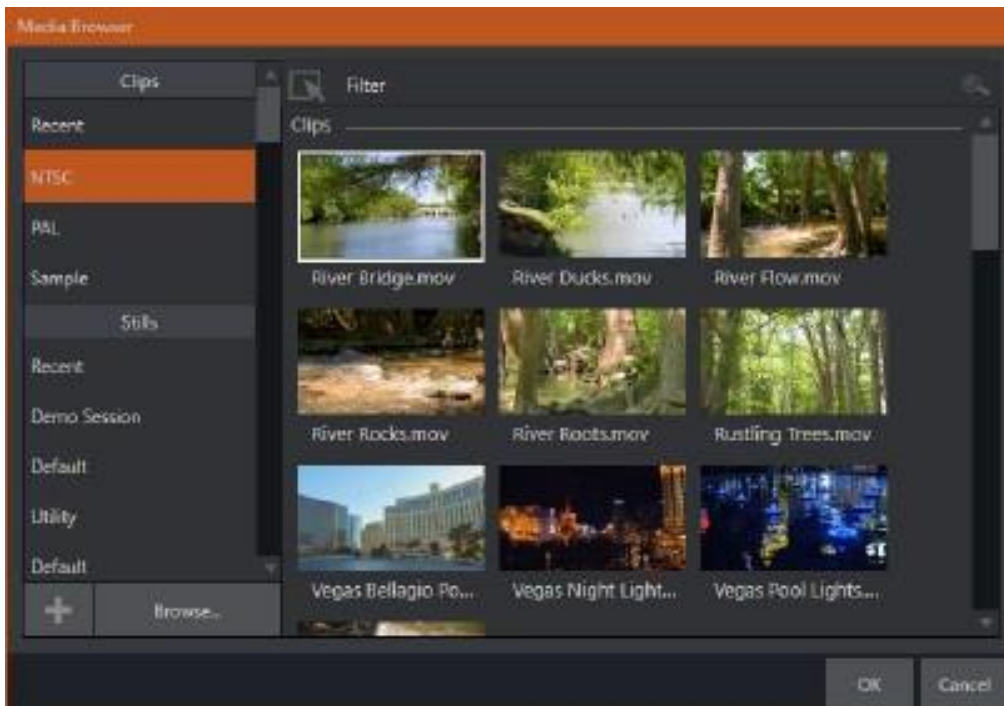 Media Browser
Clips
Recent
NTSC
PAL
Sample
Stills
Recent
Demo Session
Default
Utility
Default
Browse...
Filter
Clips
River Bridge.mov
River Ducks.mov
River Flow.mov
River Rocks.mov
River Roots.mov
Rustling Trees.mov
Vegas Bellagio Po...
Vegas Night Light...
Vegas Pool Lights....
OK
Cancel